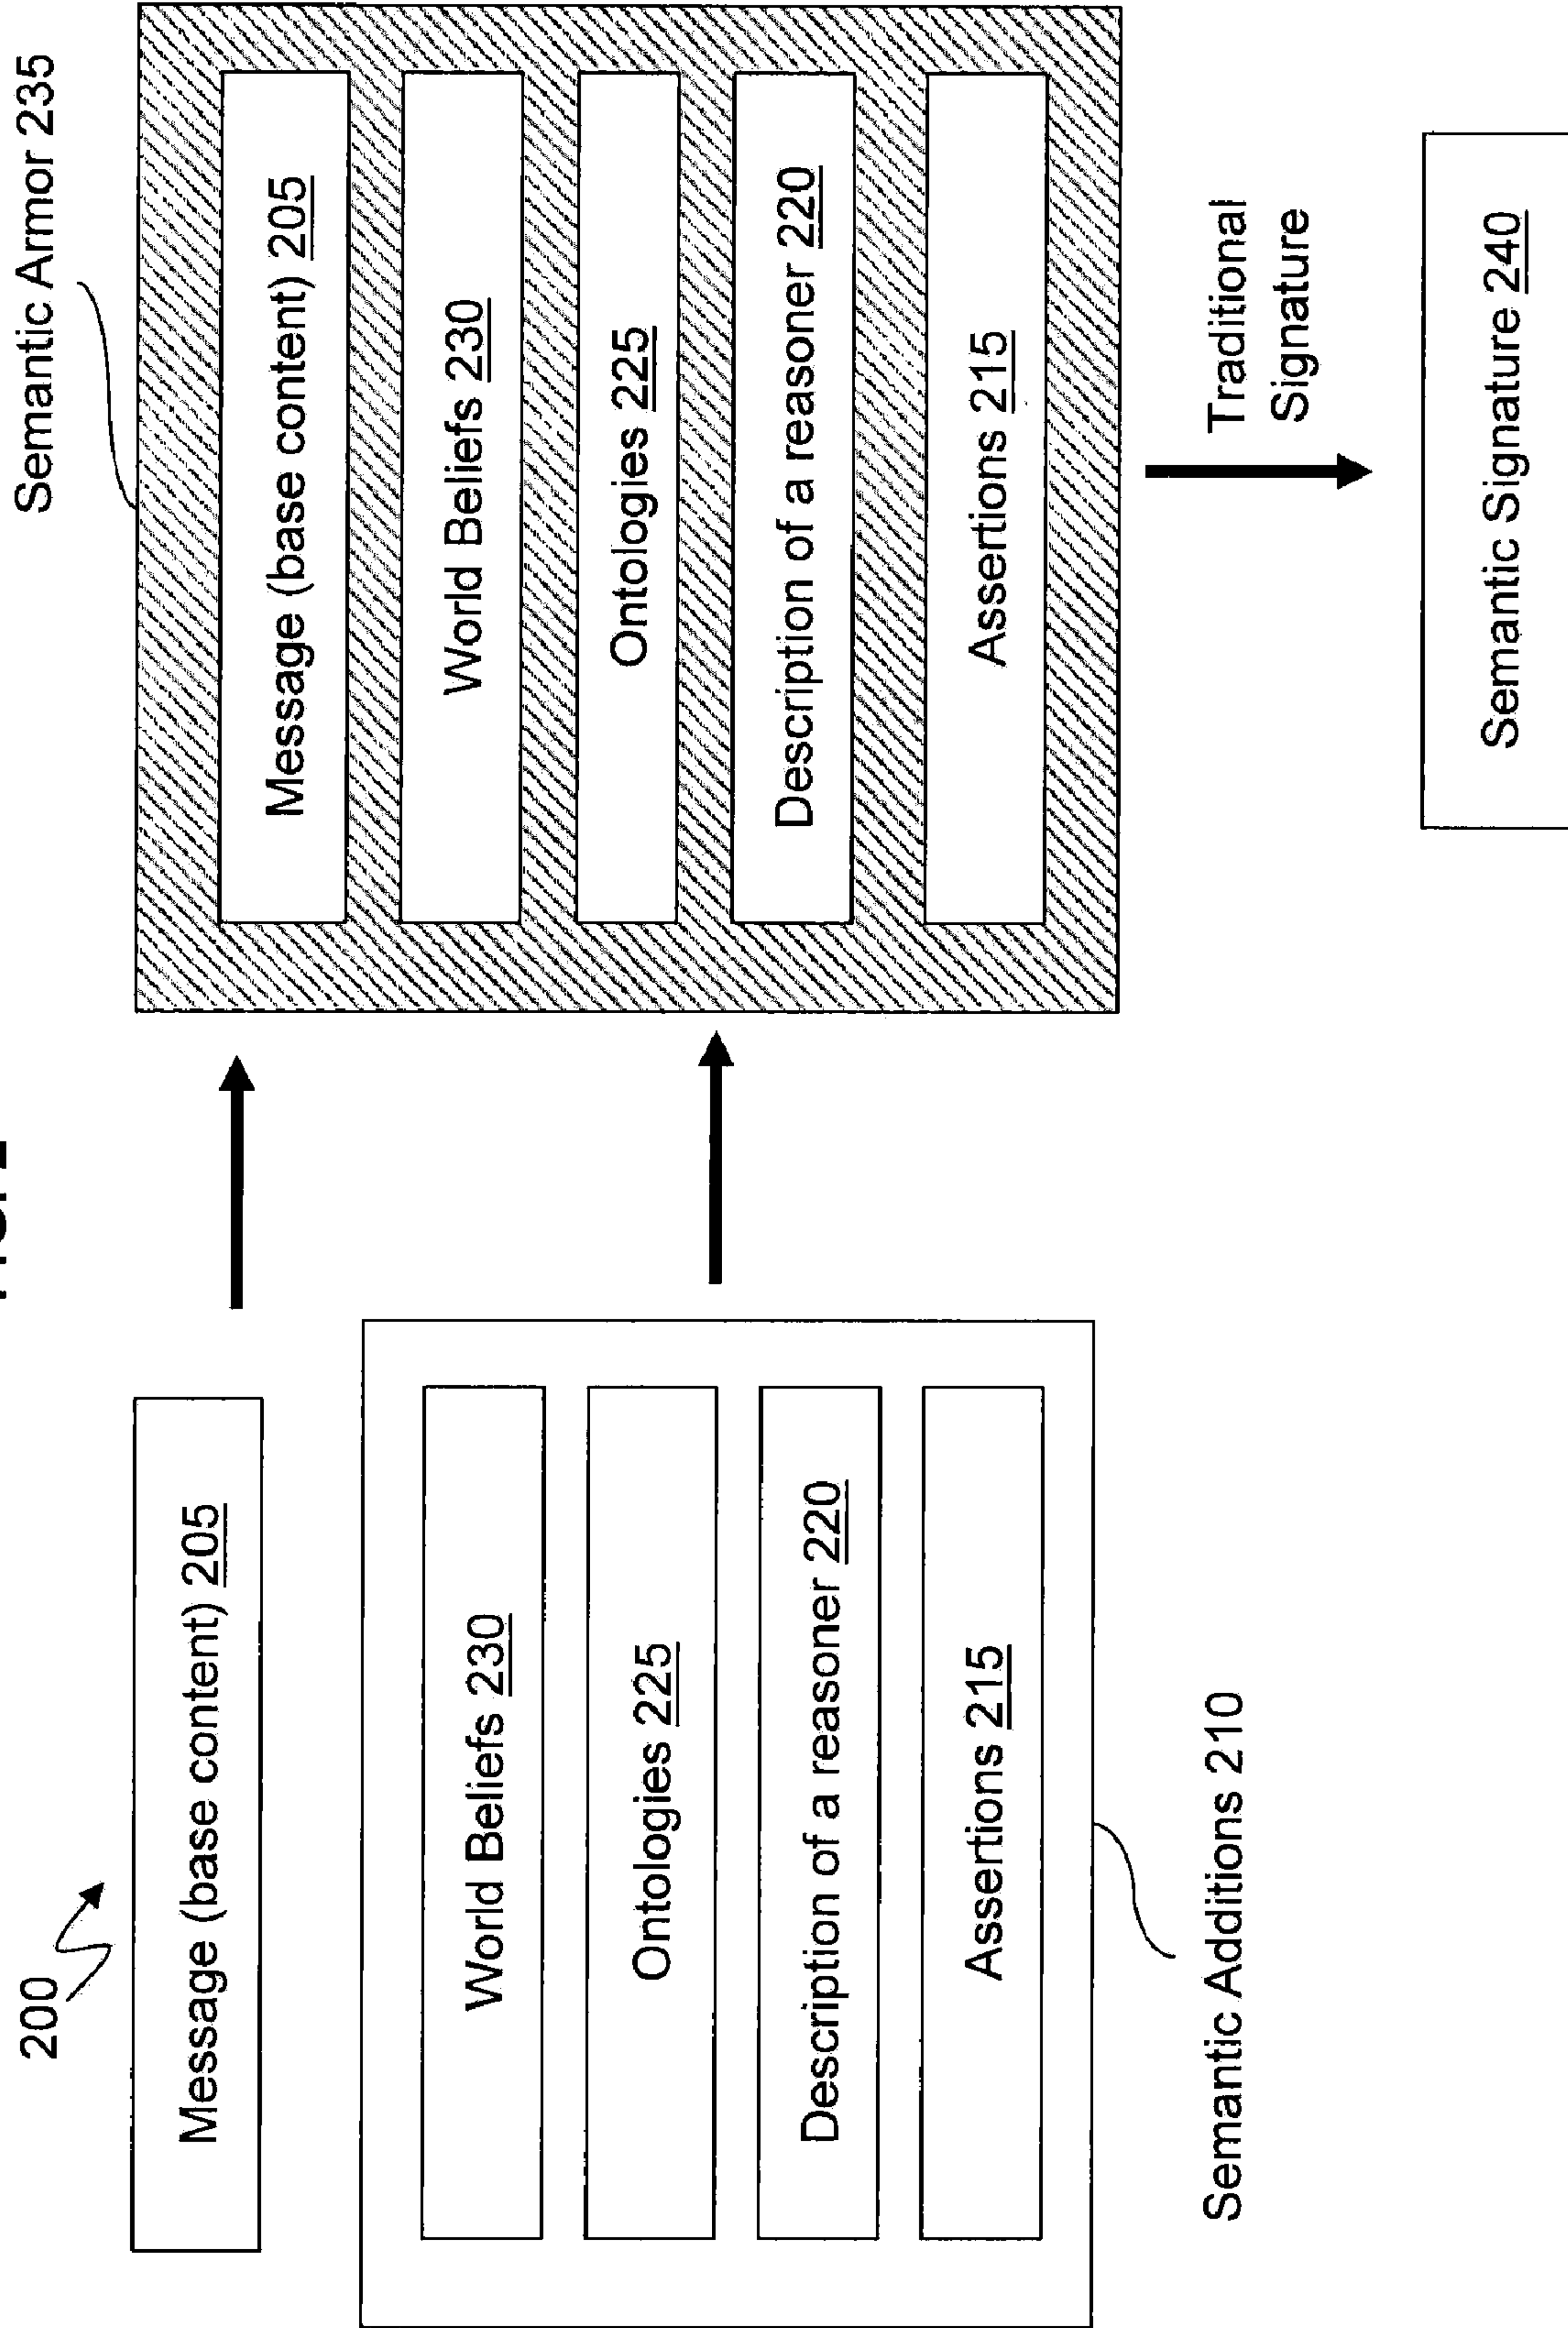 200
Message (base content) 205
World Beliefs 230
Ontologies 225
Description of a reasoner 220
Assertions 215
Semantic Additions 210
Semantic Armor 235
Message (base content) 205
World Beliefs 230
Ontologies 225
Description of a reasoner 220
Assertions 215
Traditional
Signature
Semantic Signature 240